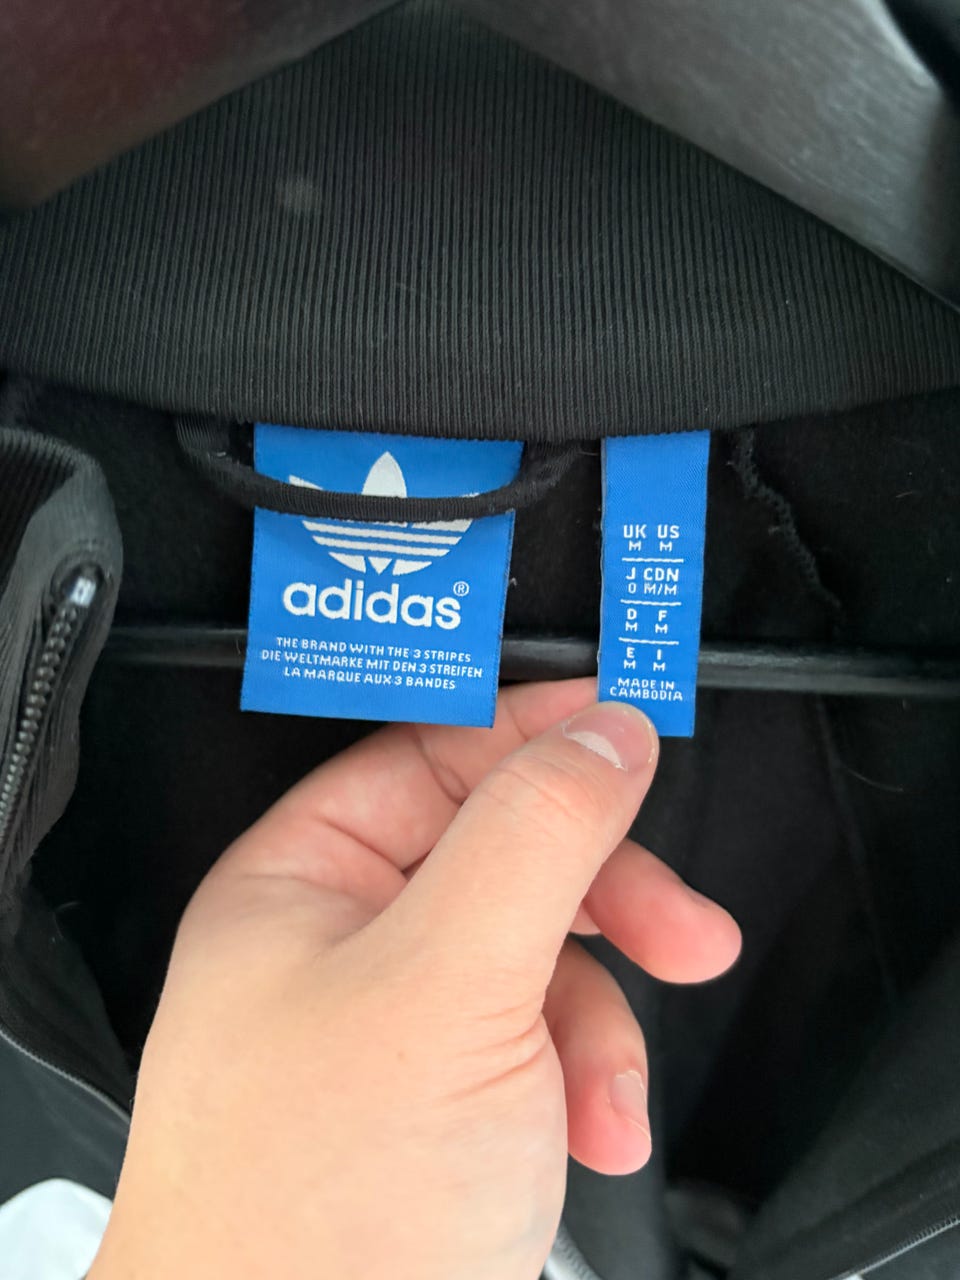 adidas®
THE BRAND WITH THE 3 STRIPES
DIE WELTMARKE MIT DEN 3 STREIFEN
LA MARQUE AUX 3 BANDES
UK US
M M
J CDN
O M/M
D F
M M
E I
M M
MADE IN
CAMBODIA